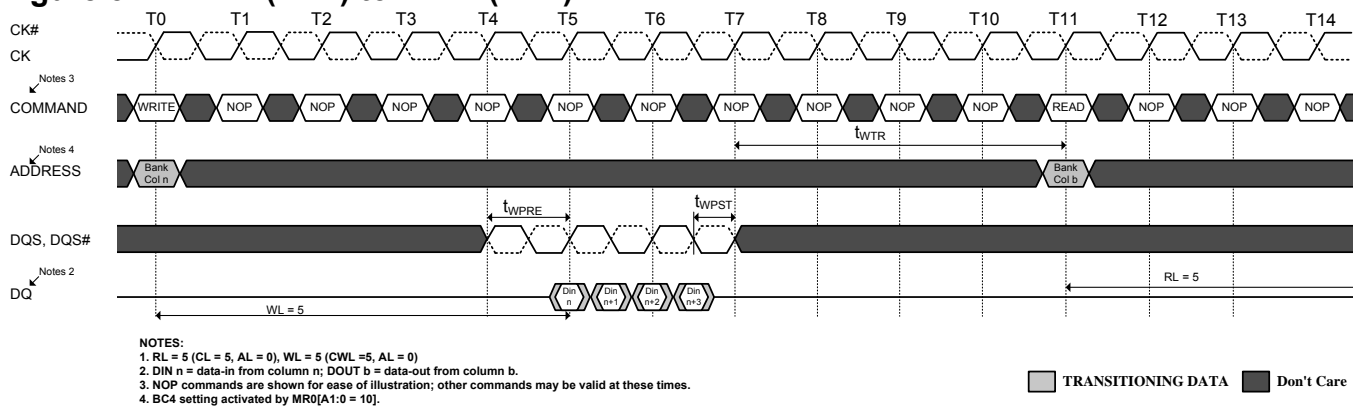 T0 T1 T2 T3 T4 T5 T6 T7 T8 T9 T10 T11 T12 T13 T14
CK#
CK
Notes 3
COMMAND
WRITE NOP NOP NOP NOP NOP NOP NOP NOP NOP NOP READ NOP NOP NOP
tWTR
Notes 4
ADDRESS
Bank
Col n
Bank
Col b
tWPRE
tWPST
DQS, DQS#
Notes 2
DQ
Din
n
Din
n+1
Din
n+2
Din
n+3
RL = 5
WL = 5
NOTES:
1. RL = 5 (CL = 5, AL = 0), WL = 5 (CWL =5, AL = 0)
2. DIN n = data-in from column n; DOUT b = data-out from column b.
3. NOP commands are shown for ease of illustration; other commands may be valid at these times.
4. BC4 setting activated by MR0[A1:0 = 10].
TRANSITIONING DATA
Don't Care